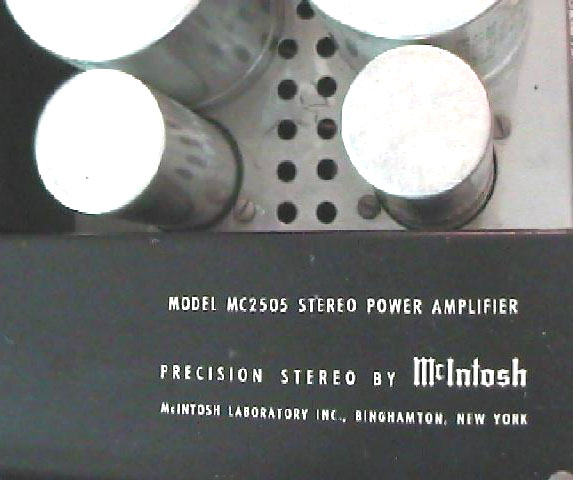 MODEL MC2505 STEREO POWER AMPLIFIER
PRECISION STEREO BY McIntosh
McINTOSH LABORATORY INC., BINGHAMTON, NEW YORK